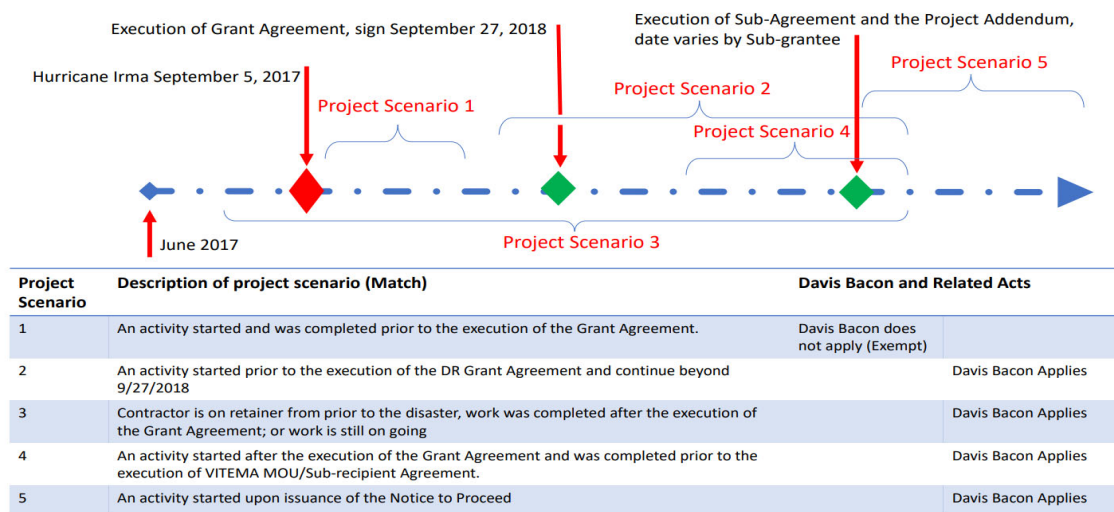 Execution of Grant Agreement, sign September 27, 2018
Execution of Sub-Agreement and the Project Addendum,
date varies by Sub-grantee
Hurricane Irma September 5, 2017
Project Scenario 1
Project Scenario 2
Project Scenario 5
Project Scenario 4
June 2017
Project Scenario 3
Project Scenario
Description of project scenario (Match)
Davis Bacon and Related Acts
1
An activity started and was completed prior to the execution of the Grant Agreement.
Davis Bacon does
not apply (Exempt)
2
An activity started prior to the execution of the DR Grant Agreement and continue beyond
9/27/2018
Davis Bacon Applies
3
Contractor is on retainer from prior to the disaster, work was completed after the execution of
the Grant Agreement; or work is still on going
Davis Bacon Applies
4
An activity started after the execution of the Grant Agreement and was completed prior to the
execution of VITEMA MOU/Sub-recipient Agreement.
Davis Bacon Applies
5
An activity started upon issuance of the Notice to Proceed
Davis Bacon Applies